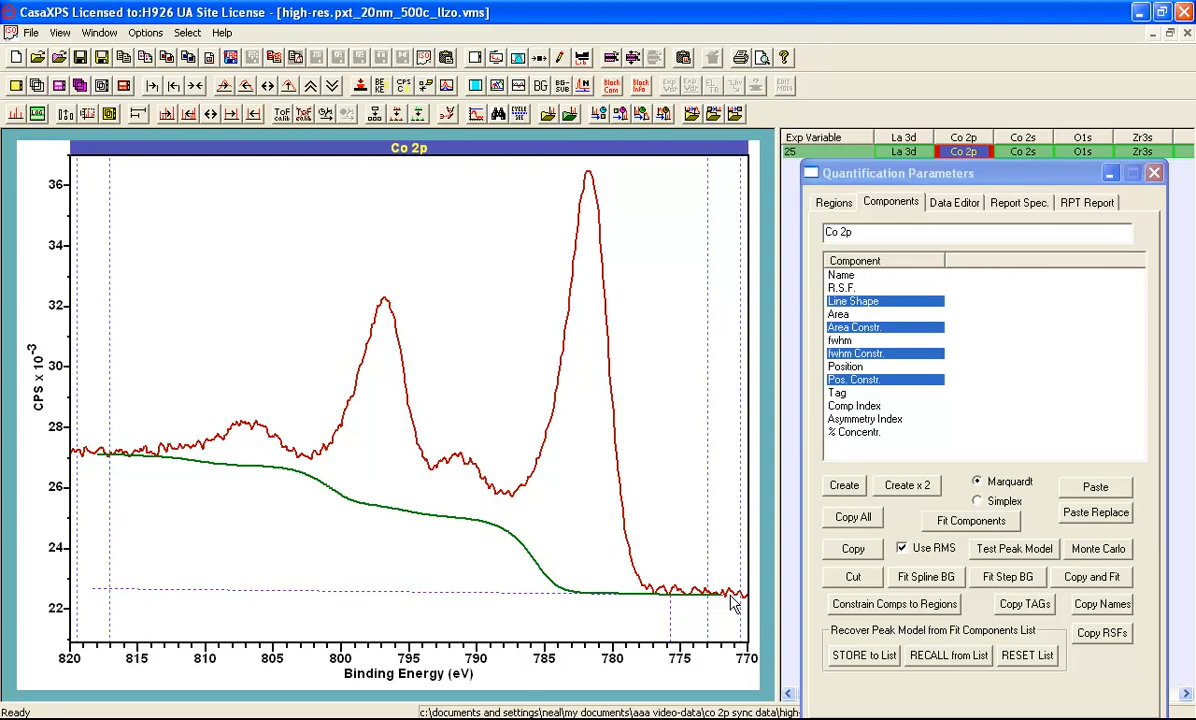 CasaXPS Licensed to:H926 UA Site License - [high-res.pxt_20nm_500c_llzo.vms]
File View Window Options Select Help
Co 2p
36
34
32
30
28
26
24
22
CPS x 10-3
820 815 810 805 800 795 790 785 780 775 770
Binding Energy (eV)
Exp Variable La 3d Co 2p Co 2s O1s Zr3s
25 La 3d Co 2p Co 2s O1s Zr3s
Quantification Parameters
Regions Components Data Editor Report Spec. RPT Report
Co 2p
Component
Name
R.S.F.
Line Shape
Area
Area Constr.
fwhm
fwhm Constr.
Position
Pos. Constr.
Tag
Comp Index
Asymmetry Index
% Concentr.
Create Create x 2 Marquardt Paste
Simplex
Copy All Fit Components Paste Replace
Copy Use RMS Test Peak Model Monte Carlo
Cut Fit Spline BG Fit Step BG Copy and Fit
Constrain Comps to Regions Copy TAGs Copy Names
Recover Peak Model from Fit Components List Copy RSFs
STORE to List RECALL from List RESET List
Ready c:\documents and settings\neal\my documents\aaa video-data\co 2p sync data\high-